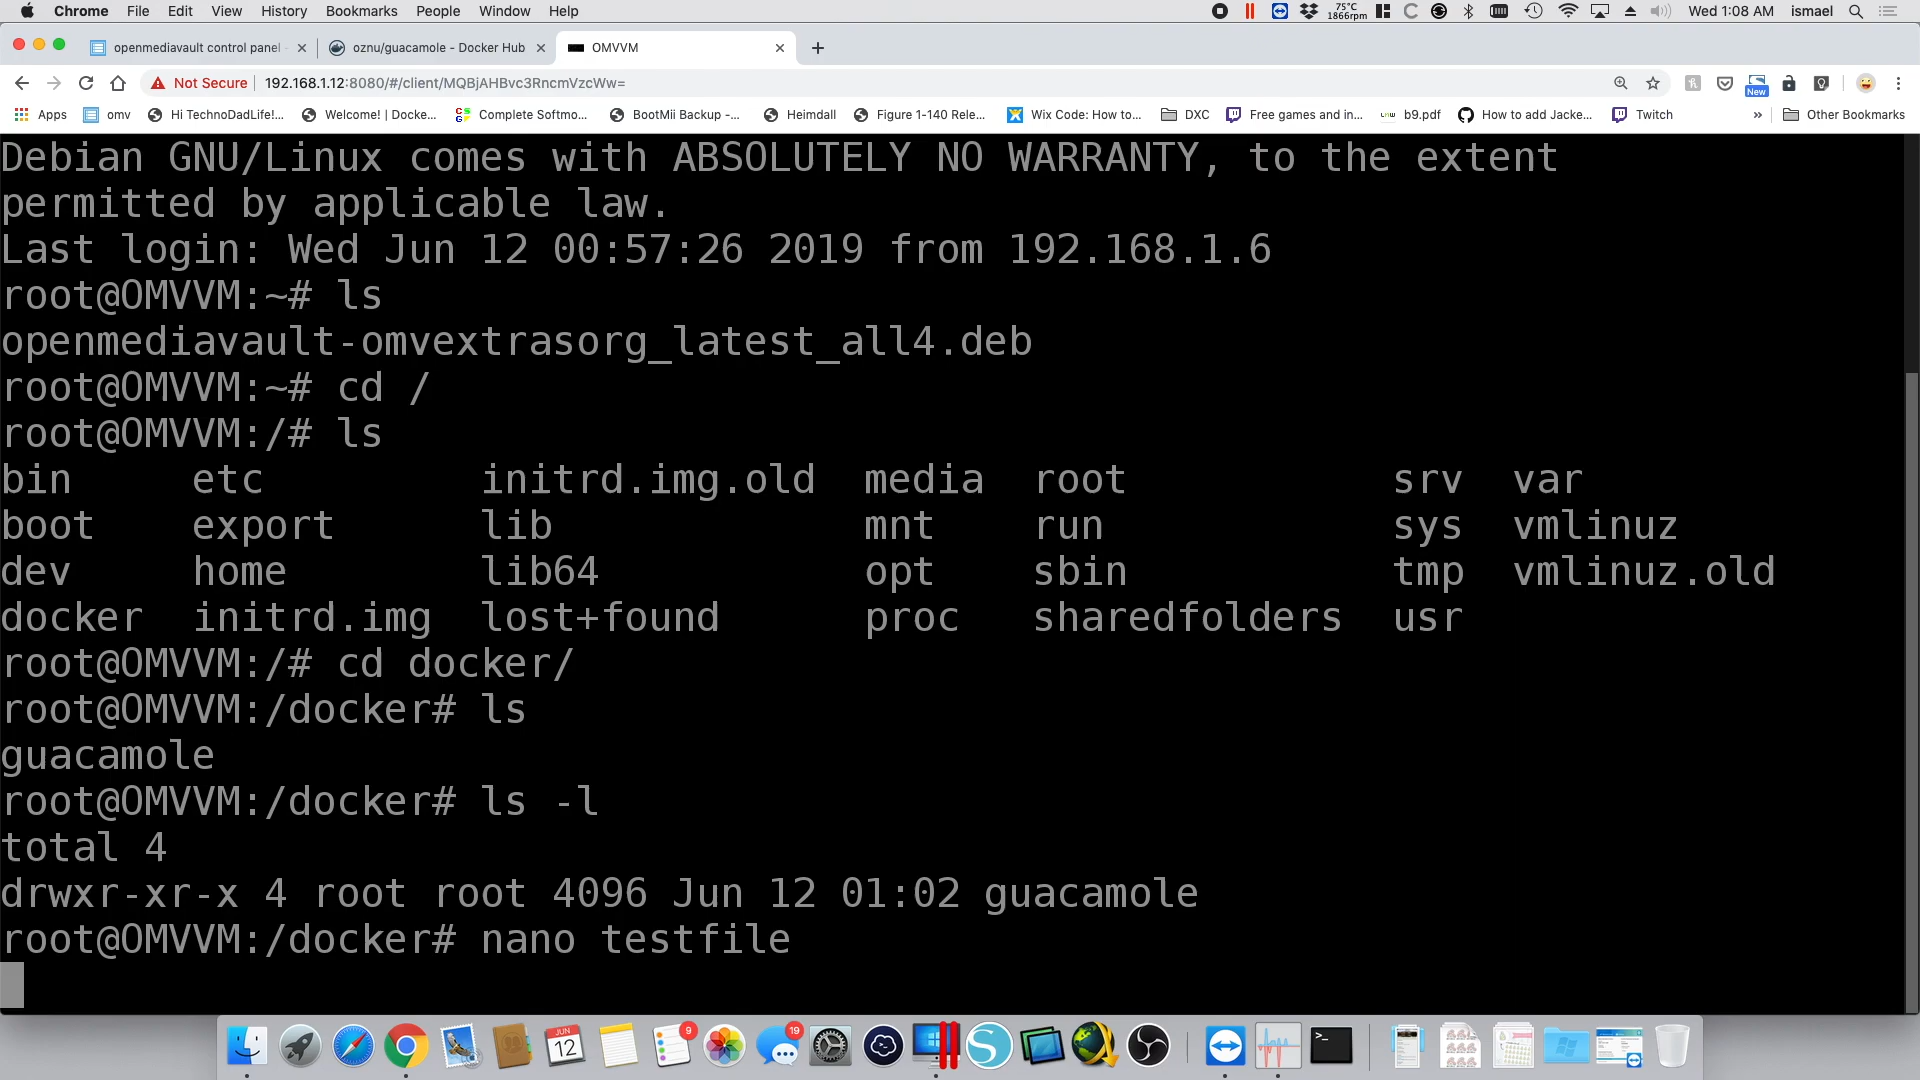 Chrome File Edit View History Bookmarks People Window Help 75°C 1866rpm Wed 1:08 AM ismael
openmediavault control panel - oznu/guacamole - Docker Hub OMVVM
Not Secure 192.168.1.12:8080/#/client/MQBjAHBvc3RncmVzcWw= New
Apps omv Hi TechnoDadLife!... Welcome! | Docke... Complete Softmo... BootMii Backup -... Heimdall Figure 1-140 Rele... Wix Code: How to... DXC Free games and in... b9.pdf How to add Jacke... Twitch » Other Bookmarks
Debian GNU/Linux comes with ABSOLUTELY NO WARRANTY, to the extent
permitted by applicable law.
Last login: Wed Jun 12 00:57:26 2019 from 192.168.1.6
root@OMVVM:~# ls
openmediavault-omvextrasorg_latest_all4.deb
root@OMVVM:~# cd /
root@OMVVM:/# ls
bin etc initrd.img.old media root srv var
boot export lib mnt run sys vmlinuz
dev home lib64 opt sbin tmp vmlinuz.old
docker initrd.img lost+found proc sharedfolders usr
root@OMVVM:/# cd docker/
root@OMVVM:/docker# ls
guacamole
root@OMVVM:/docker# ls -l
total 4
drwxr-xr-x 4 root root 4096 Jun 12 01:02 guacamole
root@OMVVM:/docker# nano testfile
JUN 12 9 19